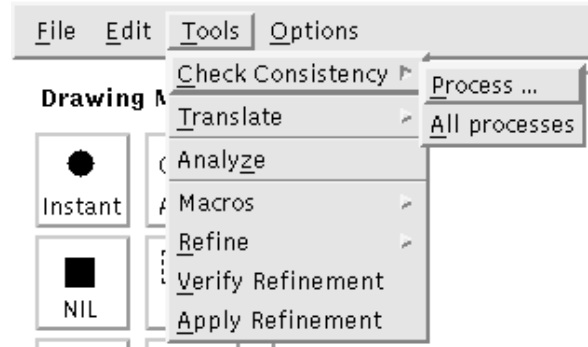 File Edit Tools Options
Check Consistency
Process ...
Drawing
Translate
All processes
Analyze
Instant
Macros
Refine
NIL
Verify Refinement
Apply Refinement